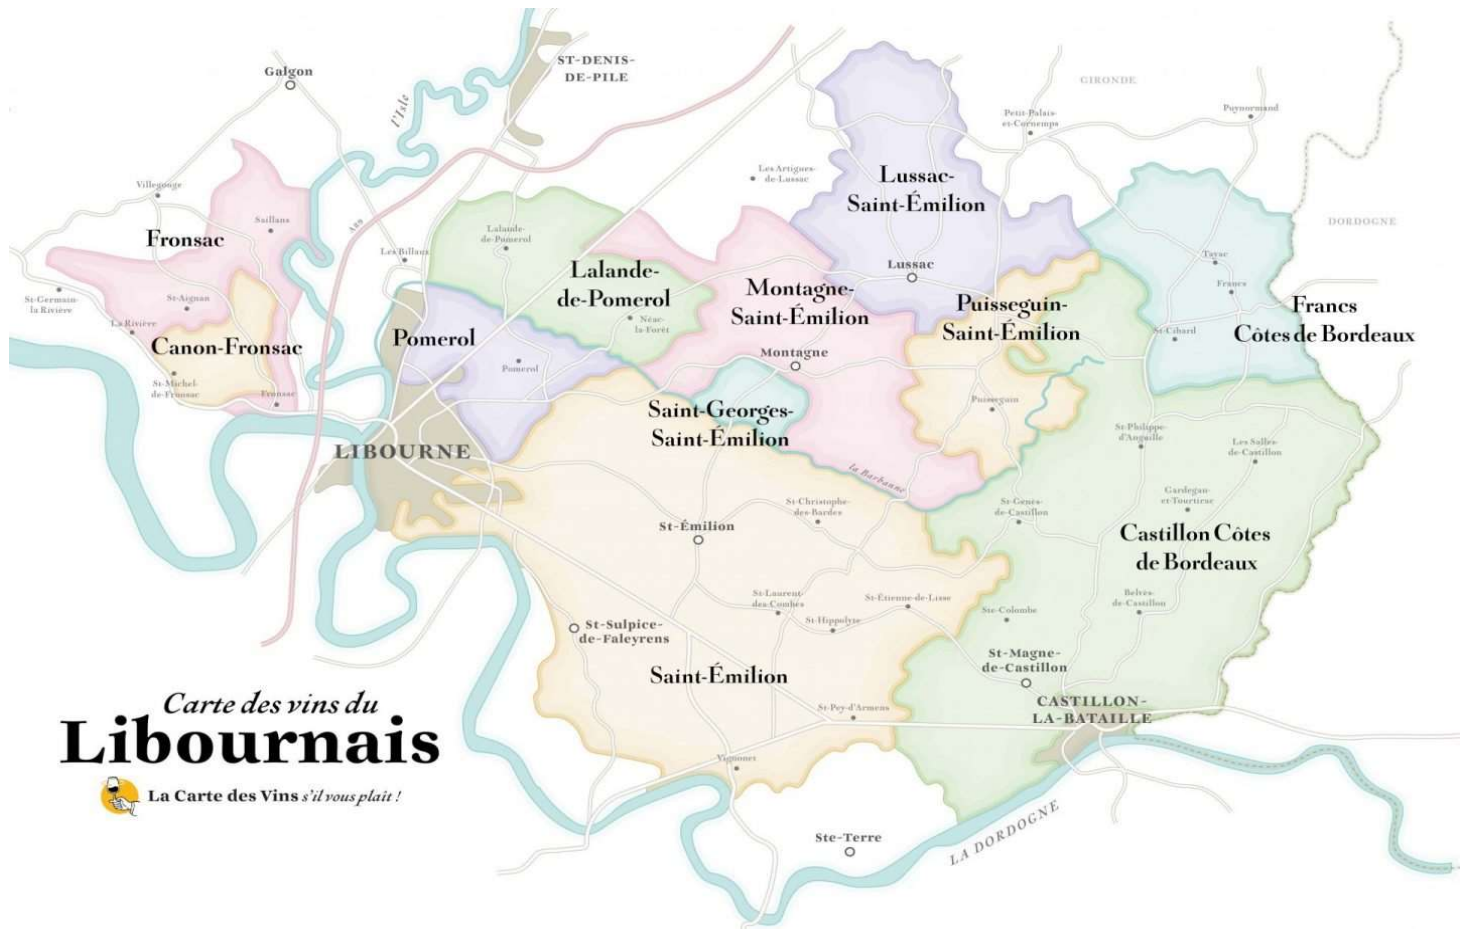 Galgon
ST-DENIS-
DE-PILE
l'Isle
GIRONDE
Puynormand
Petit-Palais-
et-Cornemps
Les Artigues-
de-Lussac
Villegouge
Lussac-
Saint-Émilion
Saillans
Fronsac
A89
Lalande-
de-Pomerol
DORDOGNE
Les Billaux
Tayac
Lussac
Lalande-
de-Pomerol
Francs
St-Germain-
la Rivière
St-Aignan
Montagne-
Saint-Émilion
Puisseguin-
Saint-Émilion
Francs
Côtes de Bordeaux
La Rivière
Néac-
la-Forêt
St-Cibard
Canon-Fronsac
Pomerol
Montagne
Pomerol
St-Michel-
de-Fronsac
Fronsac
Puisseguin
Saint-Georges-
Saint-Émilion
St-Philippe-
d'Aiguille
Les Salles-
de-Castillon
LIBOURNE
la Barbanne
Gardegan-
et-Tourtirac
St-Christophe-
des-Bardes
St-Genès-
de-Castillon
St-Émilion
Castillon Côtes
de Bordeaux
St-Laurent-
des-Combes
St-Étienne-de-Lisse
Belvès-
de-Castillon
Ste-Colombe
St-Hippolyte
St-Sulpice-
de-Faleyrens
St-Magne-
de-Castillon
Saint-Émilion
St-Pey-d'Armens
CASTILLON-
LA-BATAILLE
Carte des vins du
Libournais
La Carte des Vins s'il vous plaît !
Vignonet
Ste-Terre
LA DORDOGNE